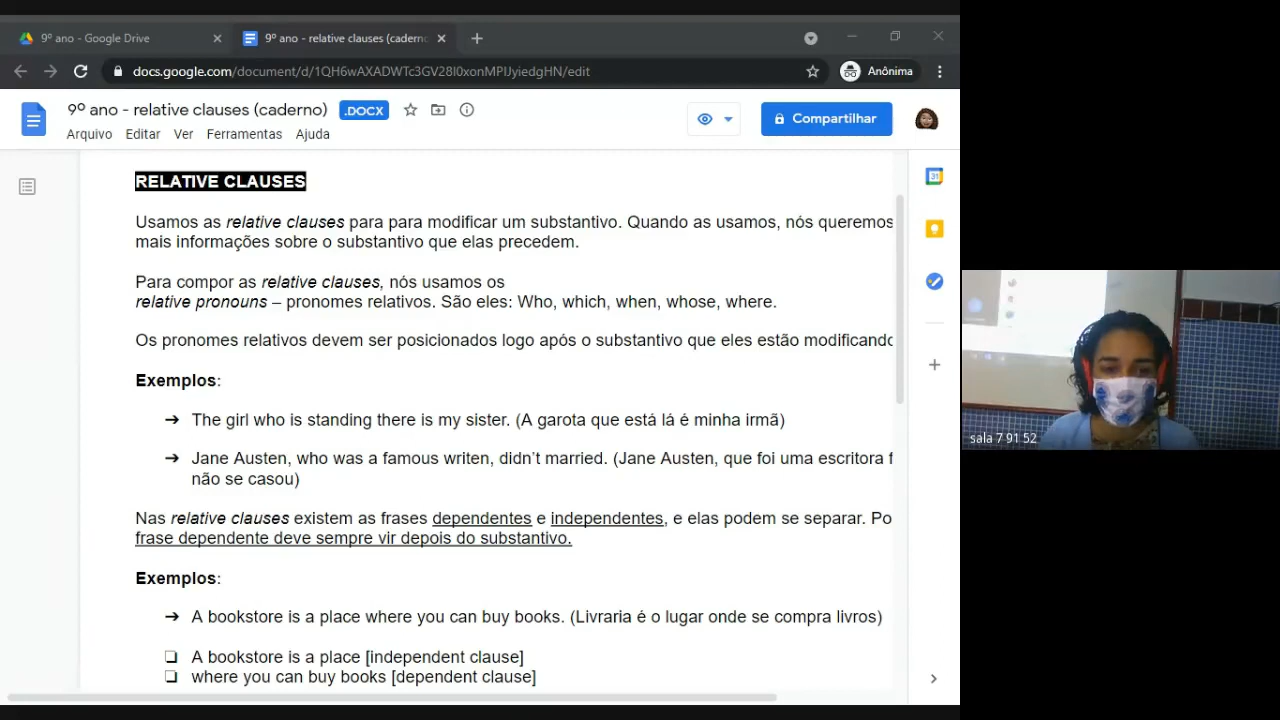 9º ano - Google Drive
9º ano - relative clauses (caderno
docs.google.com/document/d/1QH6wAXADWTc3GV28I0xonMPIJyiedgHN/edit
Anônima
9º ano - relative clauses (caderno)
.DOCX
Arquivo Editar Ver Ferramentas Ajuda
Compartilhar
31
RELATIVE CLAUSES
Usamos as relative clauses para para modificar um substantivo. Quando as usamos, nós queremos
mais informações sobre o substantivo que elas precedem.
Para compor as relative clauses, nós usamos os
relative pronouns – pronomes relativos. São eles: Who, which, when, whose, where.
Os pronomes relativos devem ser posicionados logo após o substantivo que eles estão modificando
Exemplos:
➔ The girl who is standing there is my sister. (A garota que está lá é minha irmã)
➔ Jane Austen, who was a famous writen, didn’t married. (Jane Austen, que foi uma escritora f
não se casou)
Nas relative clauses existem as frases dependentes e independentes, e elas podem se separar. Po
frase dependente deve sempre vir depois do substantivo.
Exemplos:
➔ A bookstore is a place where you can buy books. (Livraria é o lugar onde se compra livros)
❏ A bookstore is a place [independent clause]
❏ where you can buy books [dependent clause]
sala 7 91 52